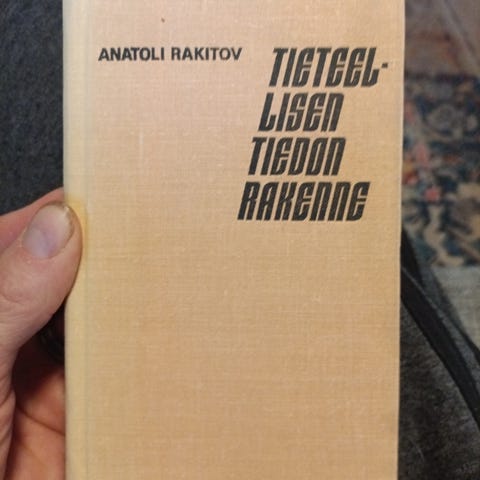 ANATOLI RAKITOV
TIETEEL-
LISEN
TIEDON
RAKENNE